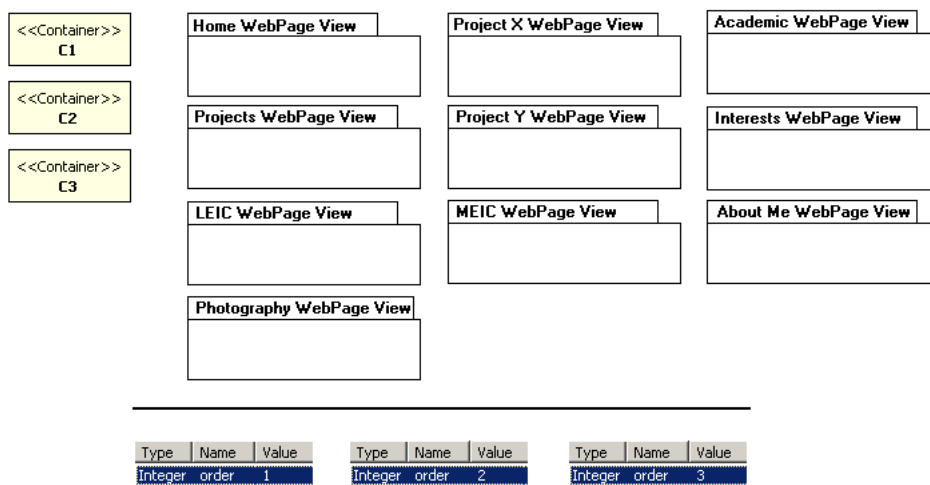 <<Container>>
C1
<<Container>>
C2
<<Container>>
C3
Home WebPage View
Project X WebPage View
Academic WebPage View
Projects WebPage View
Project Y WebPage View
Interests WebPage View
LEIC WebPage View
MEIC WebPage View
About Me WebPage View
Photography WebPage View
Type Name Value
Integer order 1
Type Name Value
Integer order 2
Type Name Value
Integer order 3